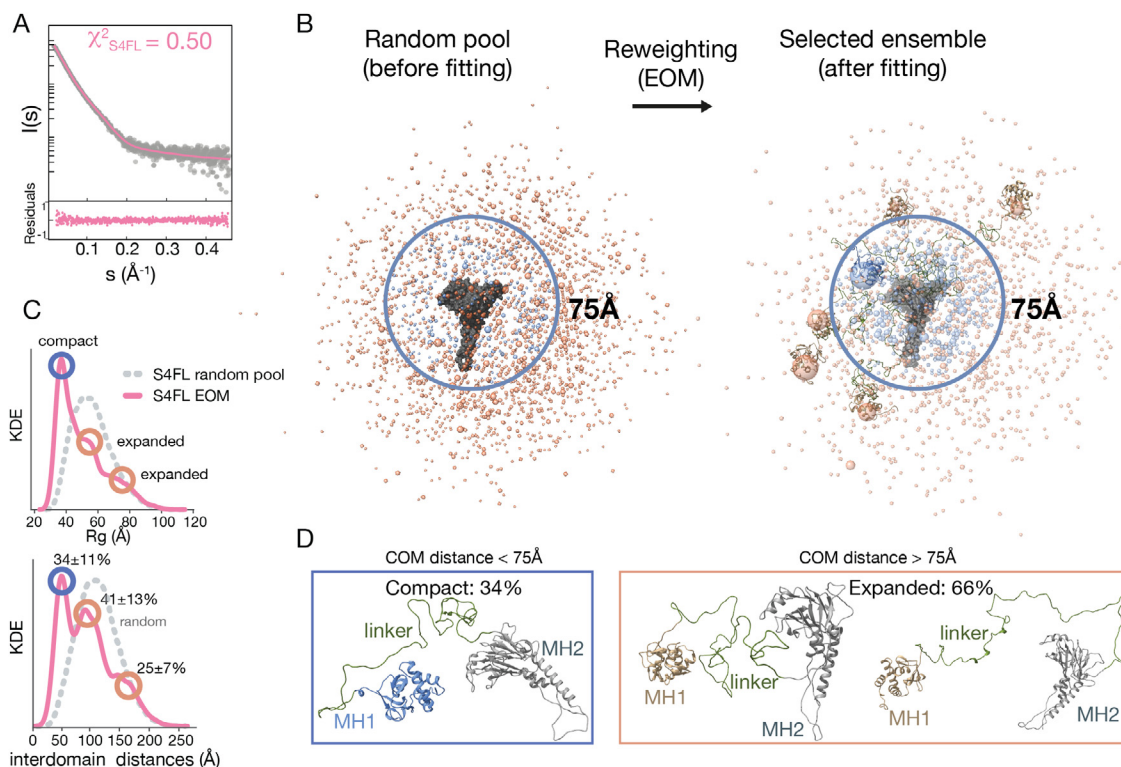 A
χ²S4FL = 0.50
I(s)
Residuals
1
-1
0.1 0.2 0.3 0.4
s (Å⁻¹)
B
Random pool
(before fitting)
Reweighting
(EOM)
Selected ensemble
(after fitting)
75Å
75Å
C
compact
S4FL random pool
S4FL EOM
expanded
expanded
KDE
20 40 60 80 100 120
Rg (Å)
34±11%
41±13%
random
25±7%
KDE
0 50 100 150 200 250
interdomain distances (Å)
D
COM distance < 75Å
Compact: 34%
linker
MH2
MH1
COM distance > 75Å
Expanded: 66%
linker
MH1
MH2
linker
MH1
MH2